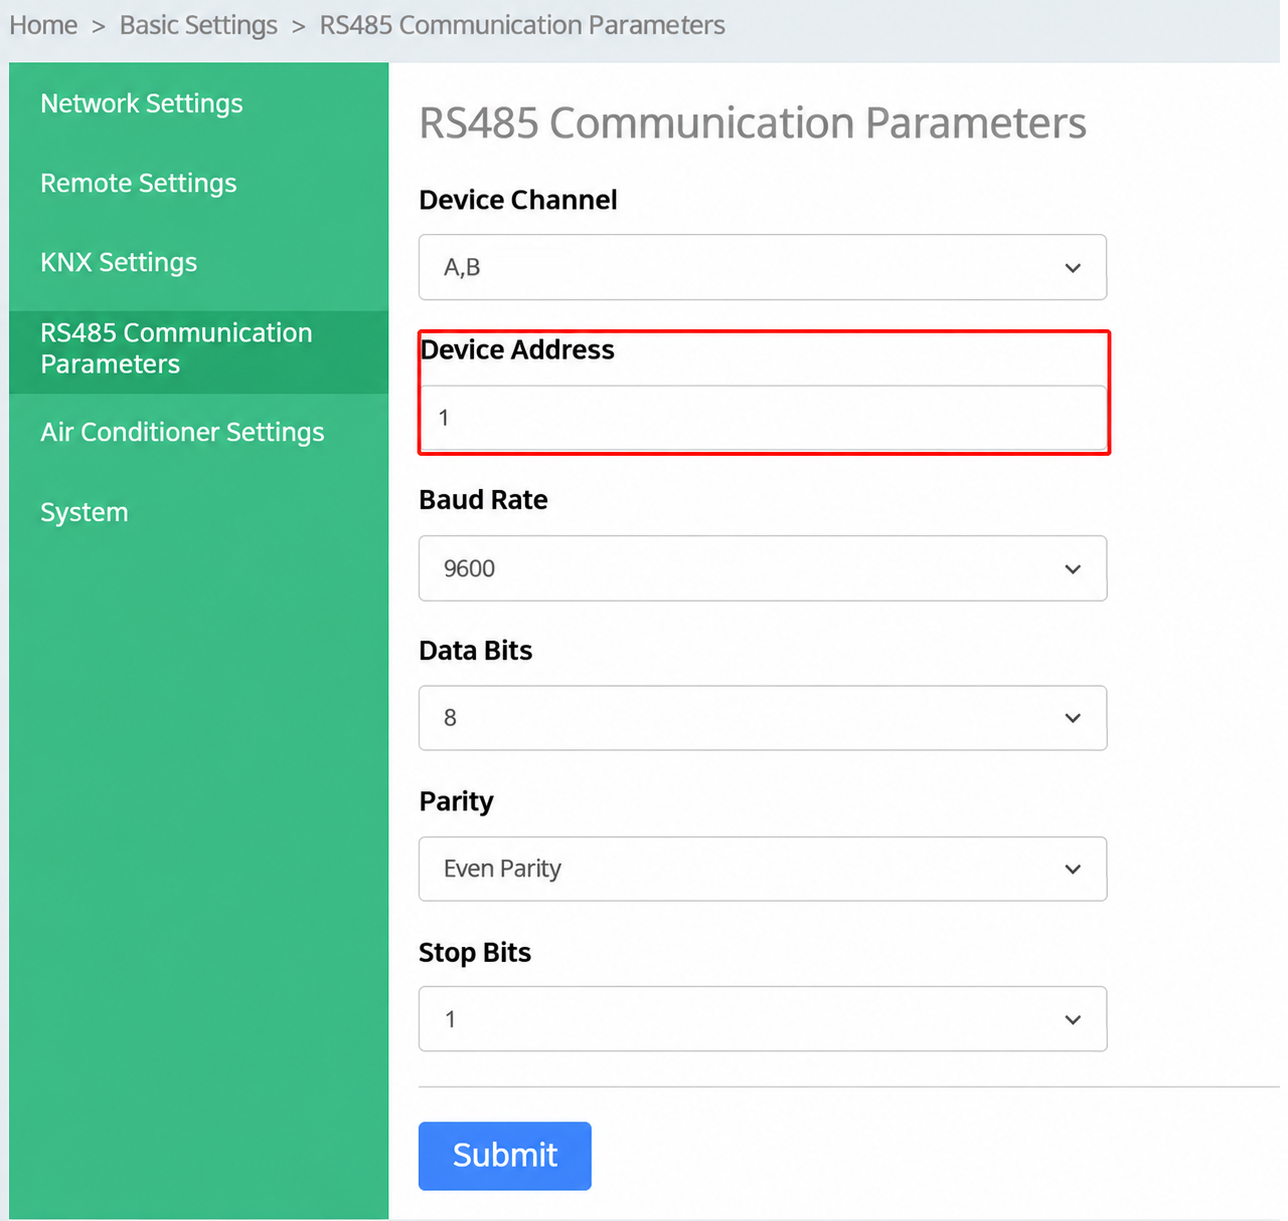 Home > Basic Settings > RS485 Communication Parameters
Network Settings
Remote Settings
KNX Settings
RS485 Communication
Parameters
Air Conditioner Settings
System
RS485 Communication Parameters
Device Channel
A,B
Device Address
1
Baud Rate
9600
Data Bits
8
Parity
Even Parity
Stop Bits
1
Submit